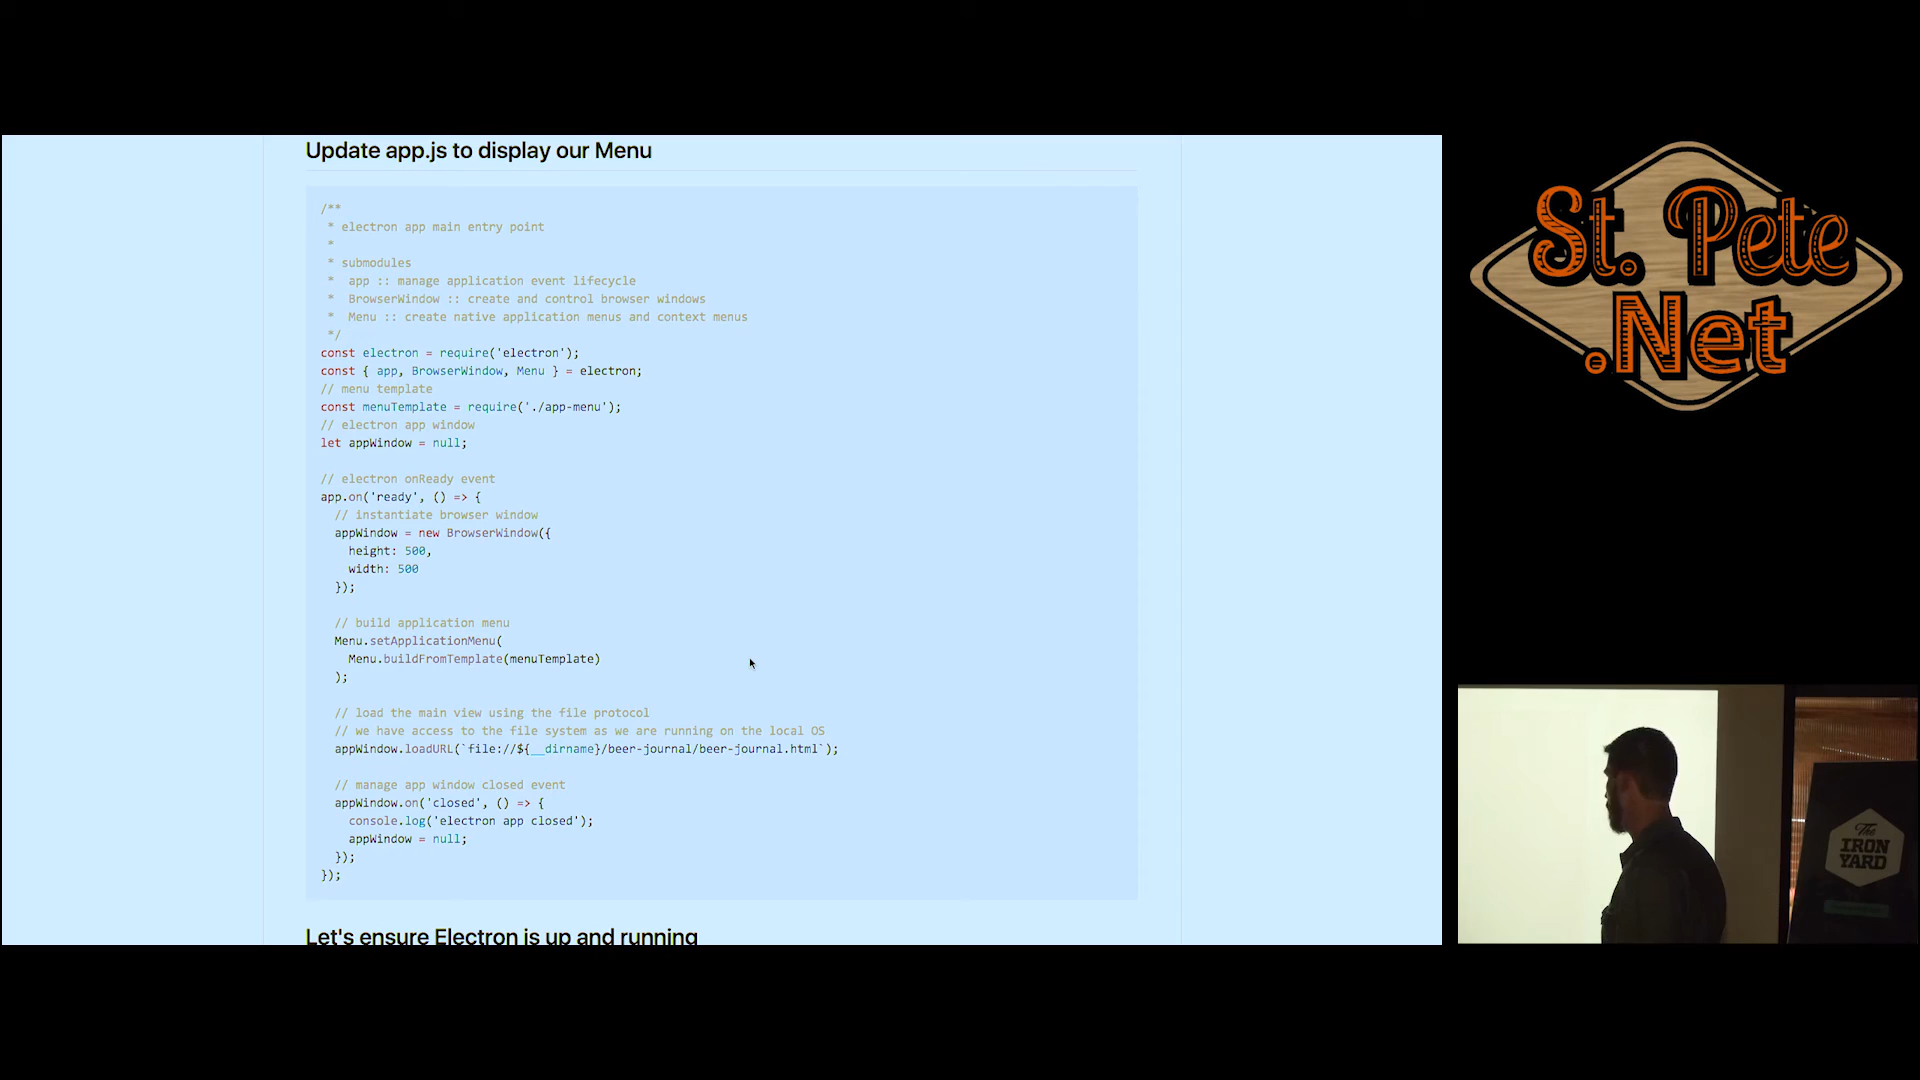 Update app.js to display our Menu
/**
 * electron app main entry point
 *
 * submodules
 *  app :: manage application event lifecycle
 *  BrowserWindow :: create and control browser windows
 *  Menu :: create native application menus and context menus
 */
const electron = require('electron');
const { app, BrowserWindow, Menu } = electron;
// menu template
const menuTemplate = require('./app-menu');
// electron app window
let appWindow = null;
// electron onReady event
app.on('ready', () => {
  // instantiate browser window
  appWindow = new BrowserWindow({
    height: 500,
    width: 500
  });
  // build application menu
  Menu.setApplicationMenu(
    Menu.buildFromTemplate(menuTemplate)
  );
  // load the main view using the file protocol
  // we have access to the file system as we are running on the local OS
  appWindow.loadURL(`file://${__dirname}/beer-journal/beer-journal.html`);
  // manage app window closed event
  appWindow.on('closed', () => {
    console.log('electron app closed');
    appWindow = null;
  });
});
Let's ensure Electron is up and running
St. Pete
.Net
The
IRON
YARD